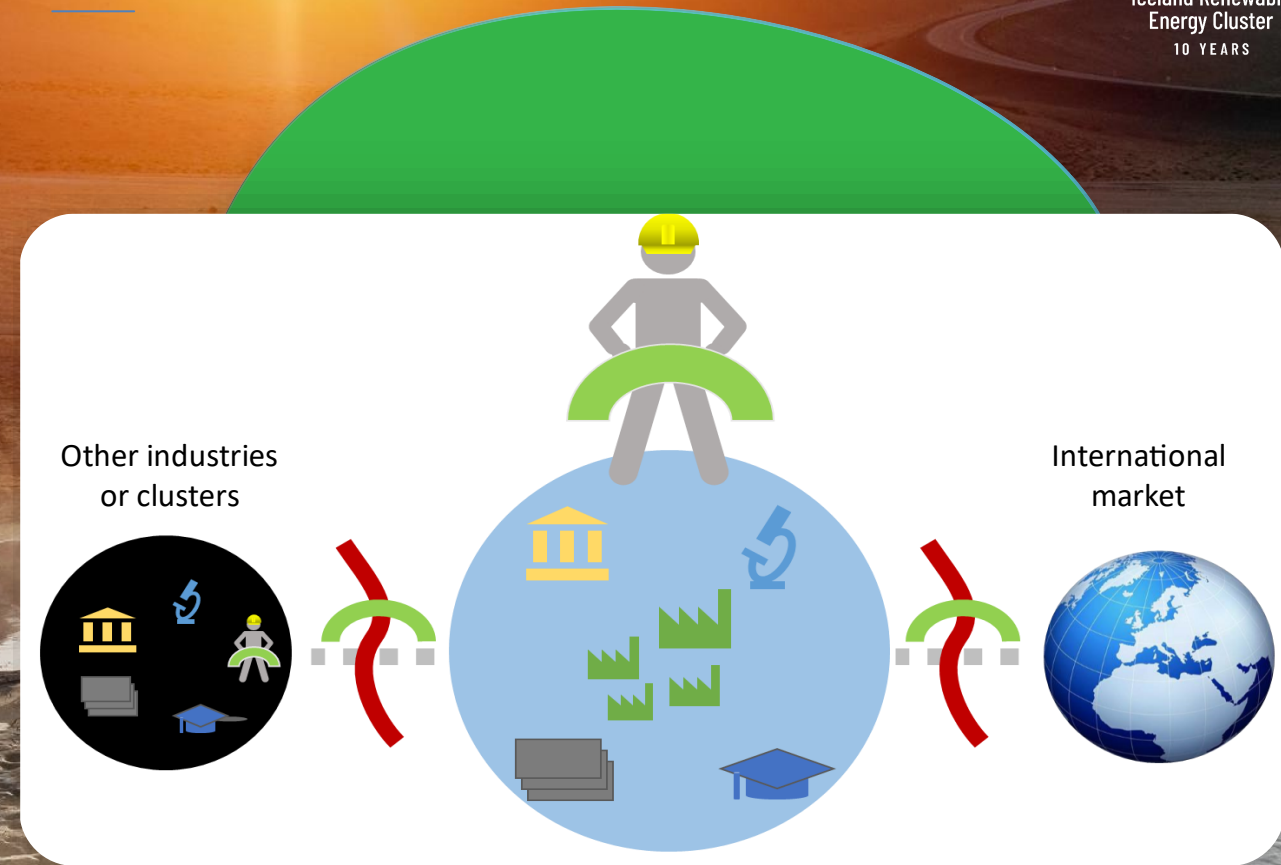 Energy Cluster
10 YEARS
Other industries
or clusters
International
market